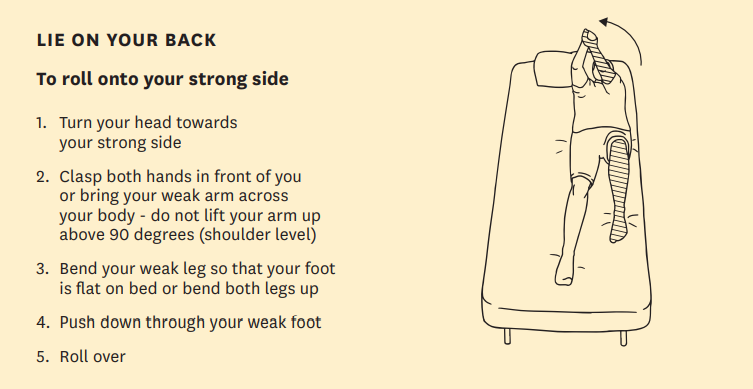 LIE ON YOUR BACK
To roll onto your strong side
1. Turn your head towards
your strong side
2. Clasp both hands in front of you
or bring your weak arm across
your body - do not lift your arm up
above 90 degrees (shoulder level)
3. Bend your weak leg so that your foot
is flat on bed or bend both legs up
4. Push down through your weak foot
5. Roll over